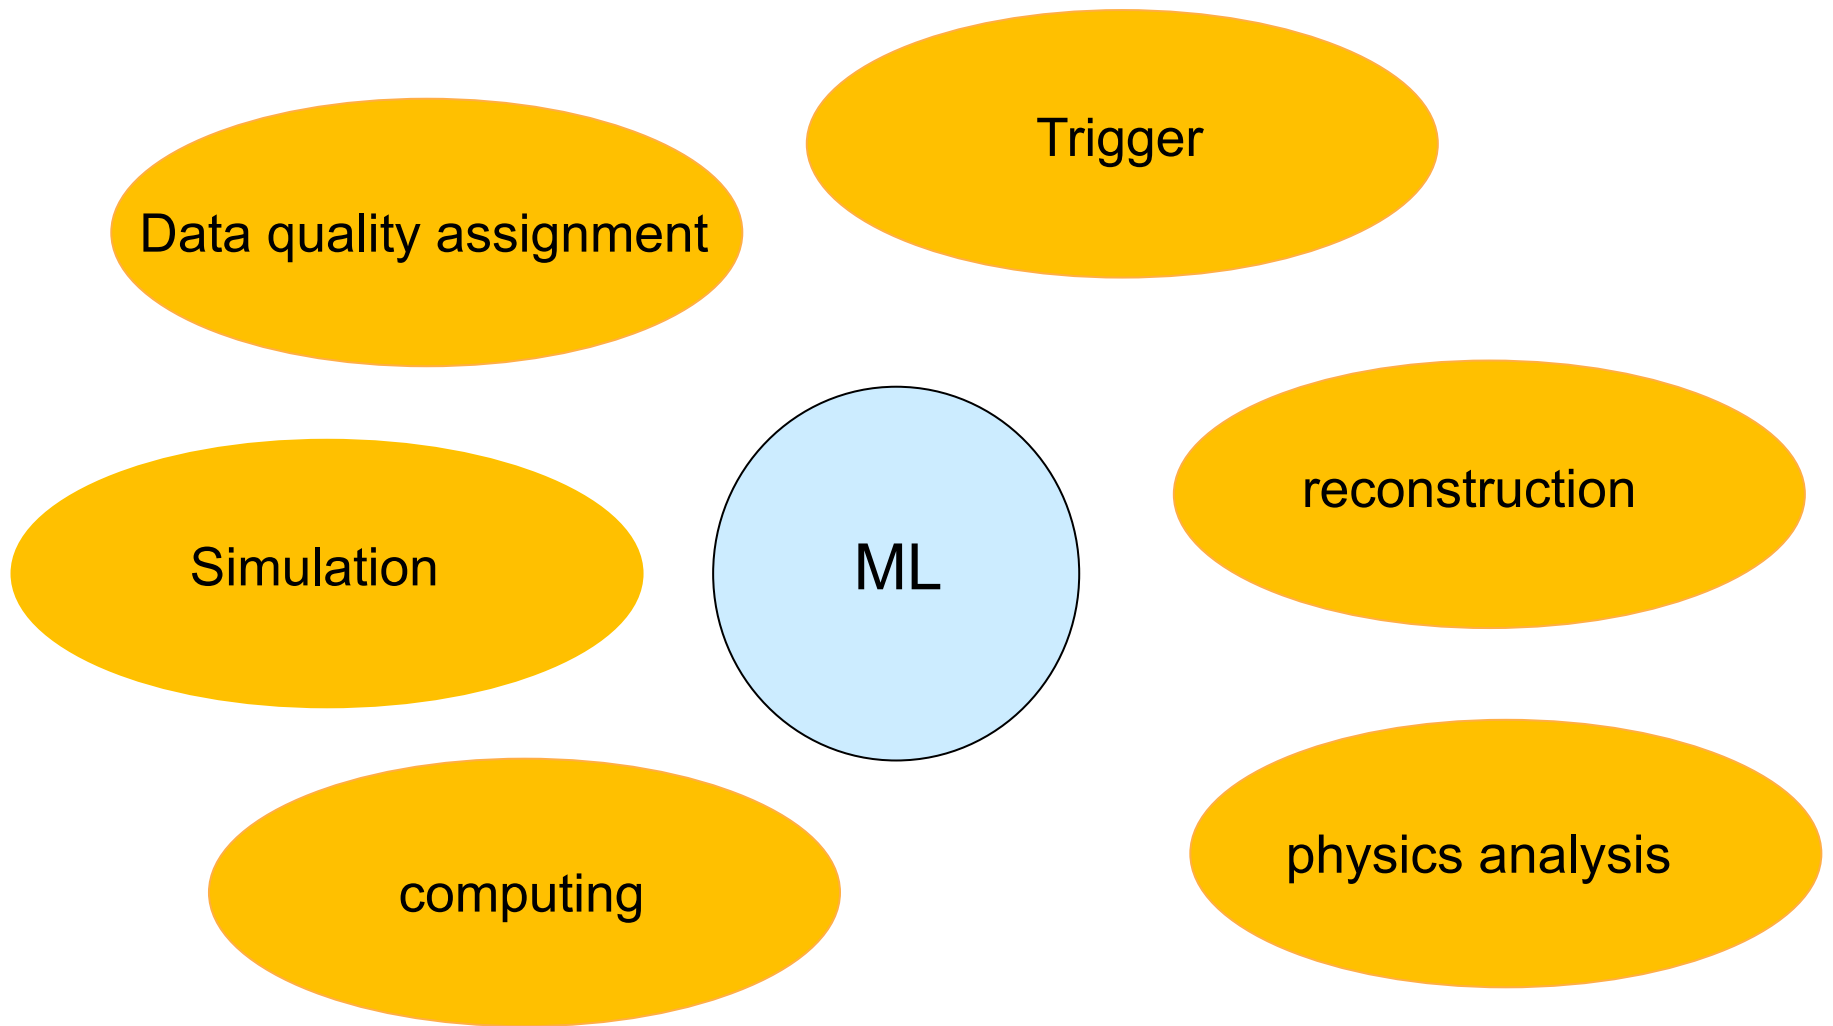 Trigger
Data quality assignment
reconstruction
Simulation
ML
physics analysis
computing